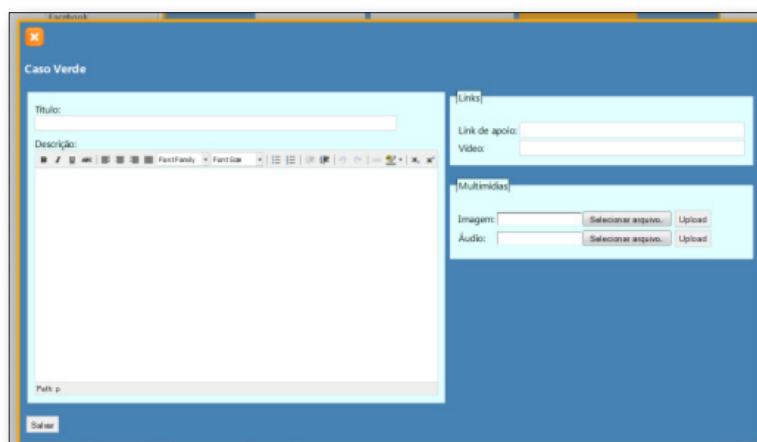 Facebook
Caso Verde
Título:
Descrição:
B I U ABC Font Family Font Size
Path: p
Salvar
Links
Link de apoio:
Vídeo:
Multimídias
Imagem: Selecionar arquivo. Upload
Áudio: Selecionar arquivo. Upload